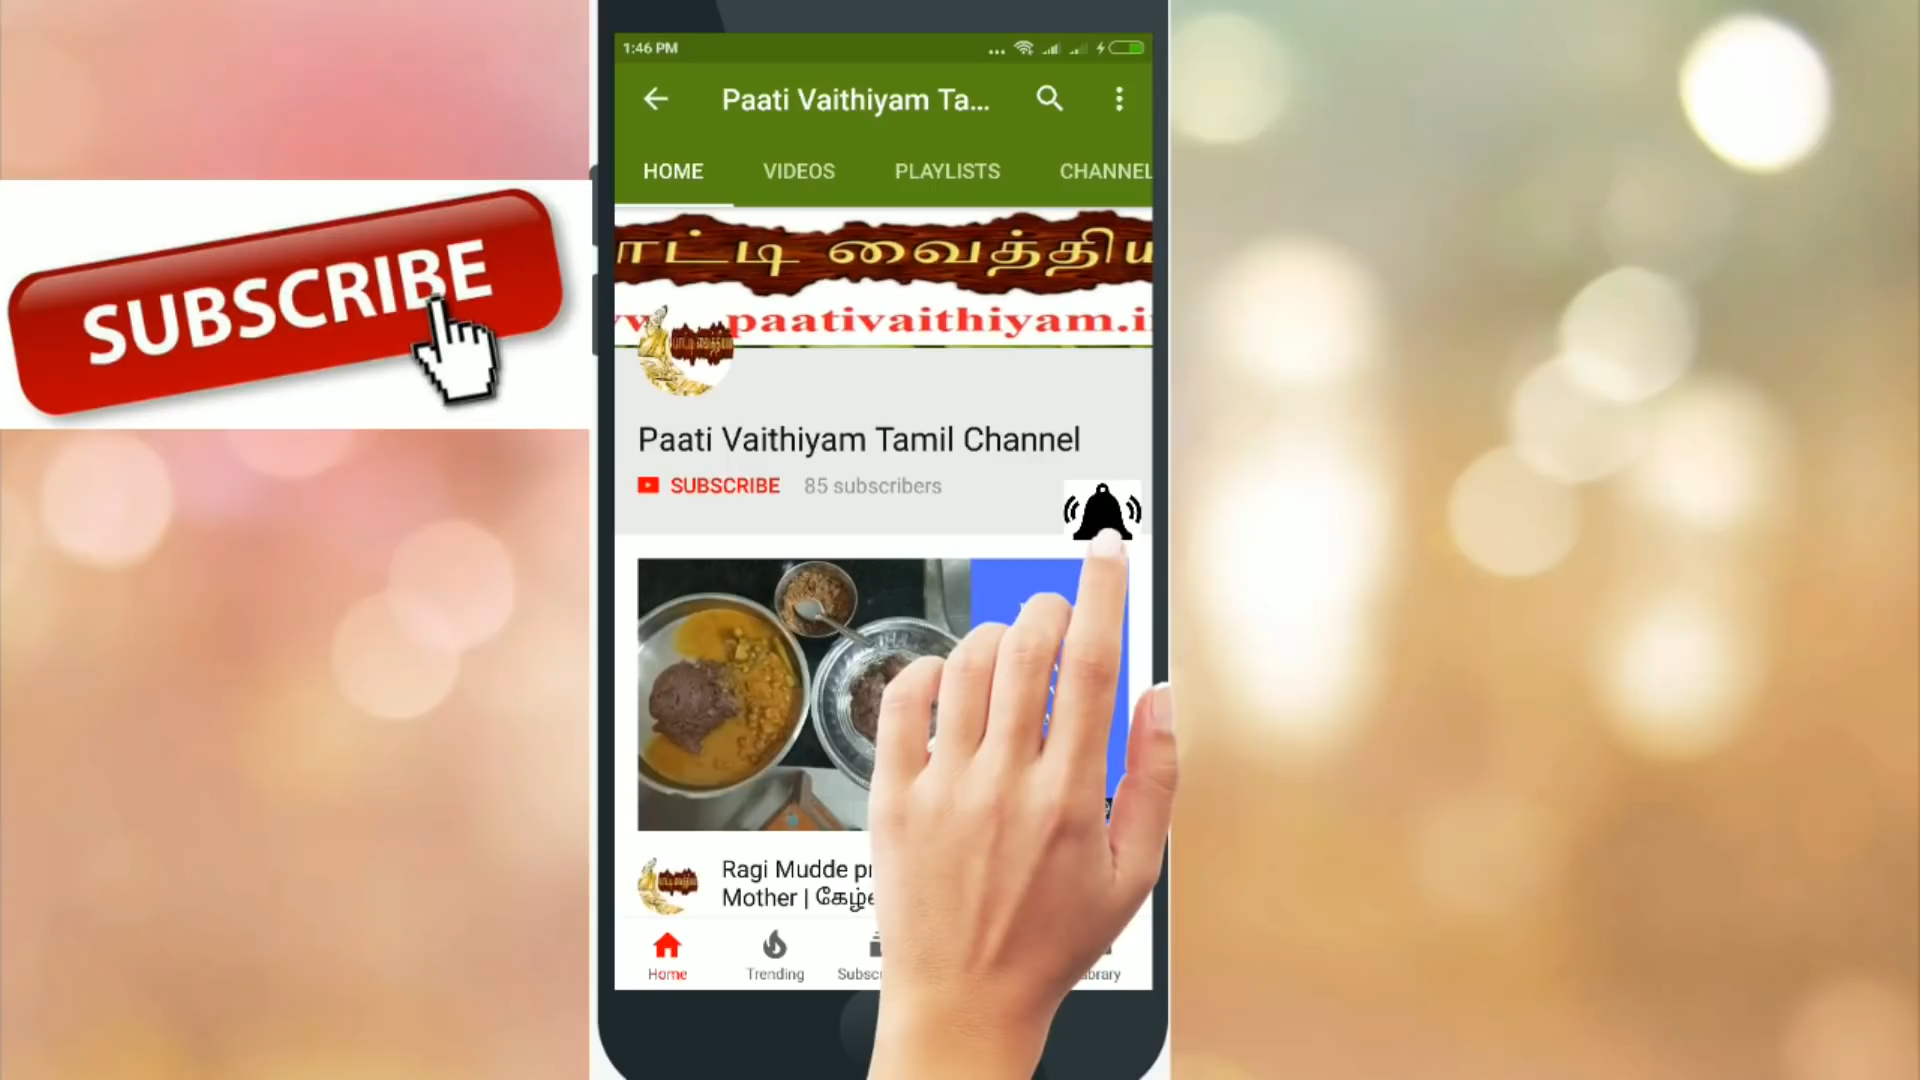 SUBSCRIBE
1:46 PM
Paati Vaithiyam Ta...
HOME VIDEOS PLAYLISTS CHANNEL
ாட்டி வைத்திய
paativaithiyam.i
பாட்டி வைத்திய
Paati Vaithiyam Tamil Channel
SUBSCRIBE 85 subscribers
Ragi Mudde
Mother |
Home Trending